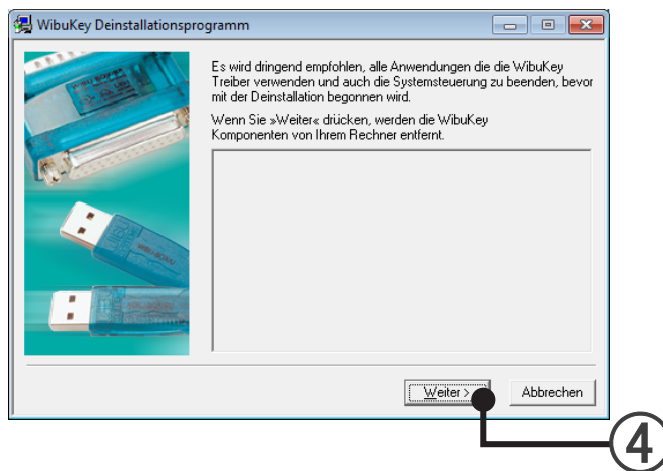 WibuKey Deinstallationsprogramm
Es wird dringend empfohlen, alle Anwendungen die die WibuKey
Treiber verwenden und auch die Systemsteuerung zu beenden, bevor
mit der Deinstallation begonnen wird.
Wenn Sie »Weiter« drücken, werden die WibuKey
Komponenten von Ihrem Rechner entfernt.
Weiter >
Abbrechen
4